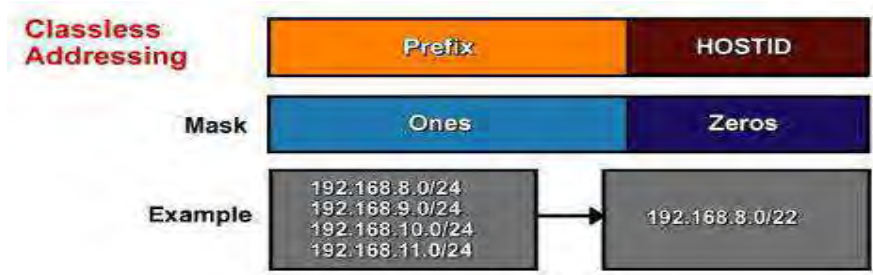 Classless
Addressing
Prefix
HOSTID
Mask
Ones
Zeros
Example
192.168.8.0/24
192.168.9.0/24
192.168.10.0/24
192.168.11.0/24
192.168.8.0/22